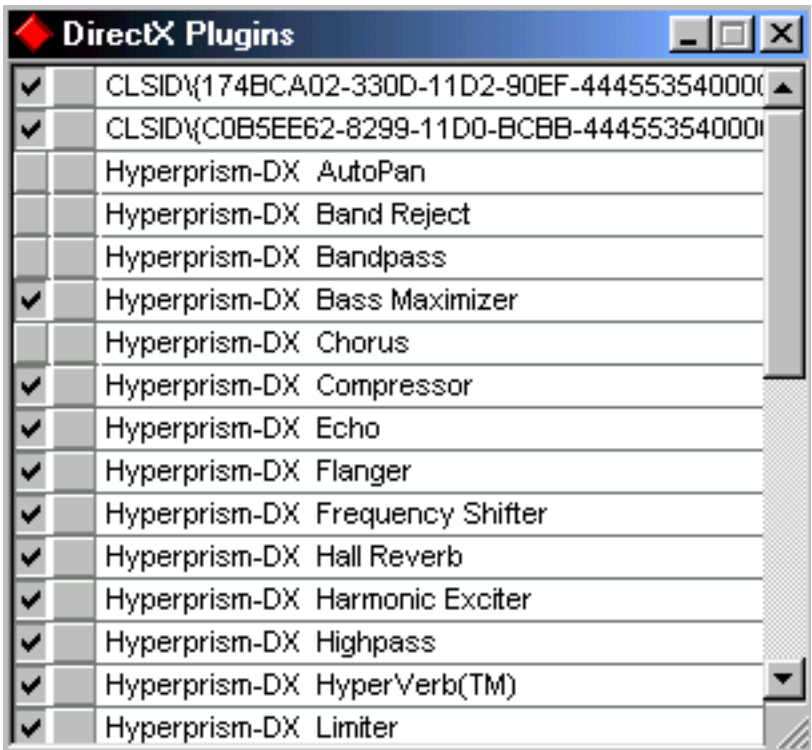 DirectX Plugins
CLSID\{174BCA02-330D-11D2-90EF-444553540000
CLSID\{C0B5EE62-8299-11D0-BCBB-444553540000
Hyperprism-DX AutoPan
Hyperprism-DX Band Reject
Hyperprism-DX Bandpass
Hyperprism-DX Bass Maximizer
Hyperprism-DX Chorus
Hyperprism-DX Compressor
Hyperprism-DX Echo
Hyperprism-DX Flanger
Hyperprism-DX Frequency Shifter
Hyperprism-DX Hall Reverb
Hyperprism-DX Harmonic Exciter
Hyperprism-DX Highpass
Hyperprism-DX HyperVerb(TM)
Hyperprism-DX Limiter